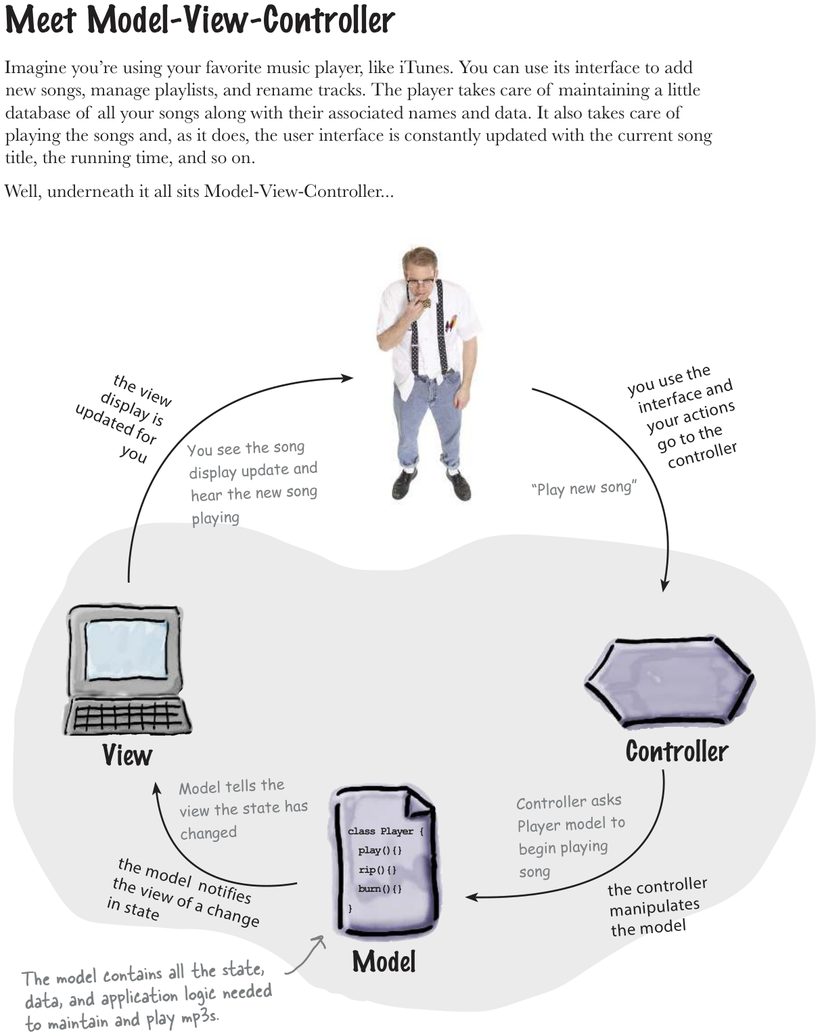 Meet Model-View-Controller
Imagine you're using your favorite music player, like iTunes. You can use its interface to add
new songs, manage playlists, and rename tracks. The player takes care of maintaining a little
database of all your songs along with their associated names and data. It also takes care of
playing the songs and, as it does, the user interface is constantly updated with the current song
title, the running time, and so on.
Well, underneath it all sits Model-View-Controller...
the view
display is
updated for
you
You see the song
display update and
hear the new song
playing
you use the
interface and
your actions
go to the
controller
“Play new song”
View
Controller
Model tells the
view the state has
changed
the model notifies
the view of a change
in state
class Player {
play(){}
rip(){}
burn(){}
}
Model
Controller asks
Player model to
begin playing
song
the controller
manipulates
the model
The model contains all the state,
data, and application logic needed
to maintain and play mp3s.